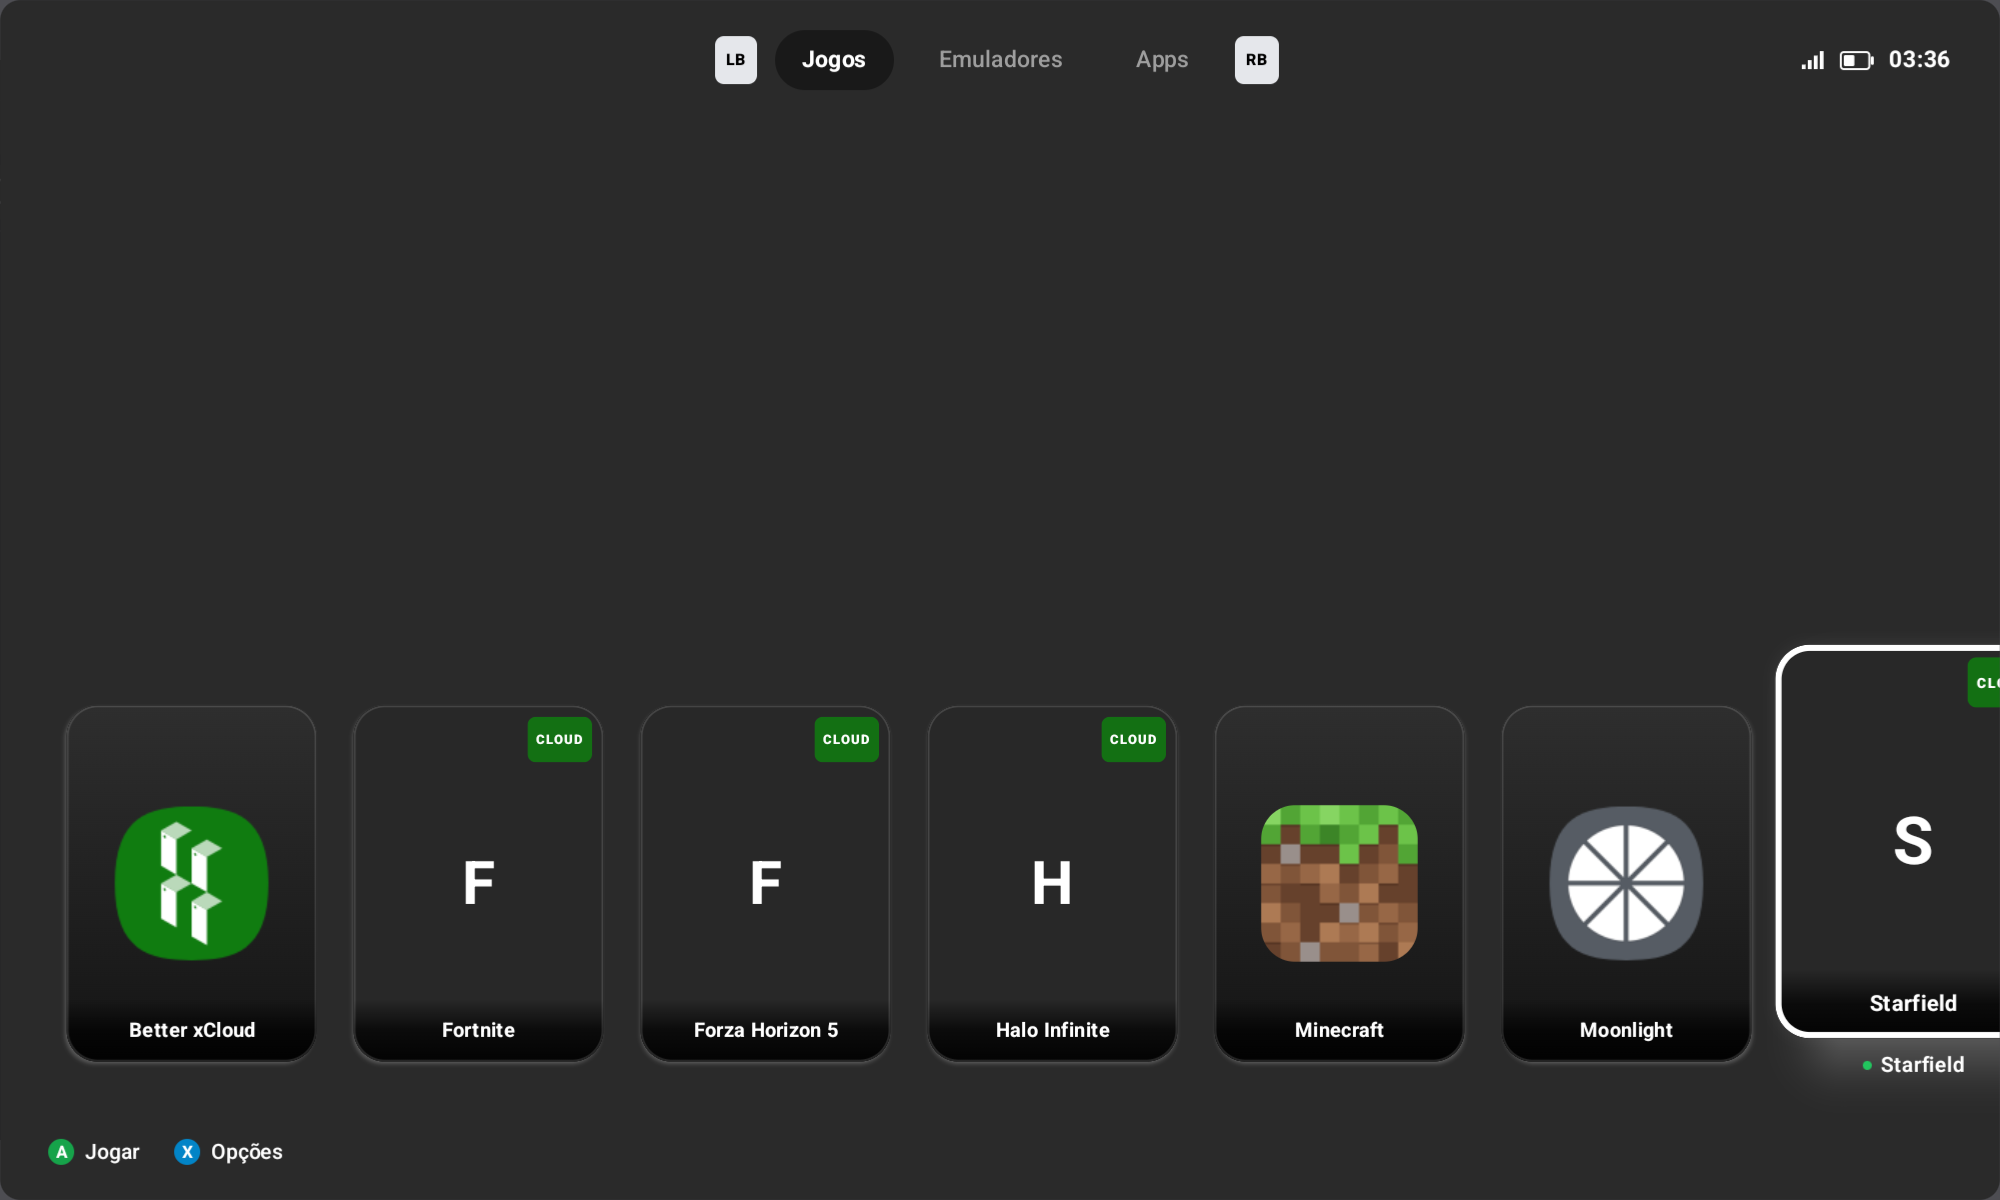 LB Jogos Emuladores Apps RB 03:36
CLOUD CLOUD CLOUD
F F H S
Better xCloud Fortnite Forza Horizon 5 Halo Infinite Minecraft Moonlight Starfield
Starfield
A Jogar X Opções